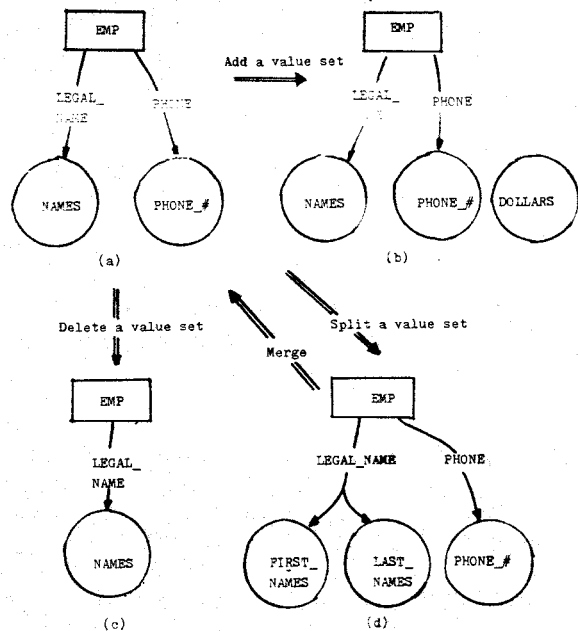 EMP
EMP
Add a value set
LEGAL_
NAME
PHONE
LEGAL_
PHONE
NAMES
PHONE_#
NAMES
PHONE_#
DOLLARS
(a)
(b)
Delete a value set
Split a value set
Merge
EMP
EMP
LEGAL_
NAME
LEGAL_NAME
PHONE
NAMES
FIRST_
NAMES
LAST_
NAMES
PHONE_#
(c)
(d)